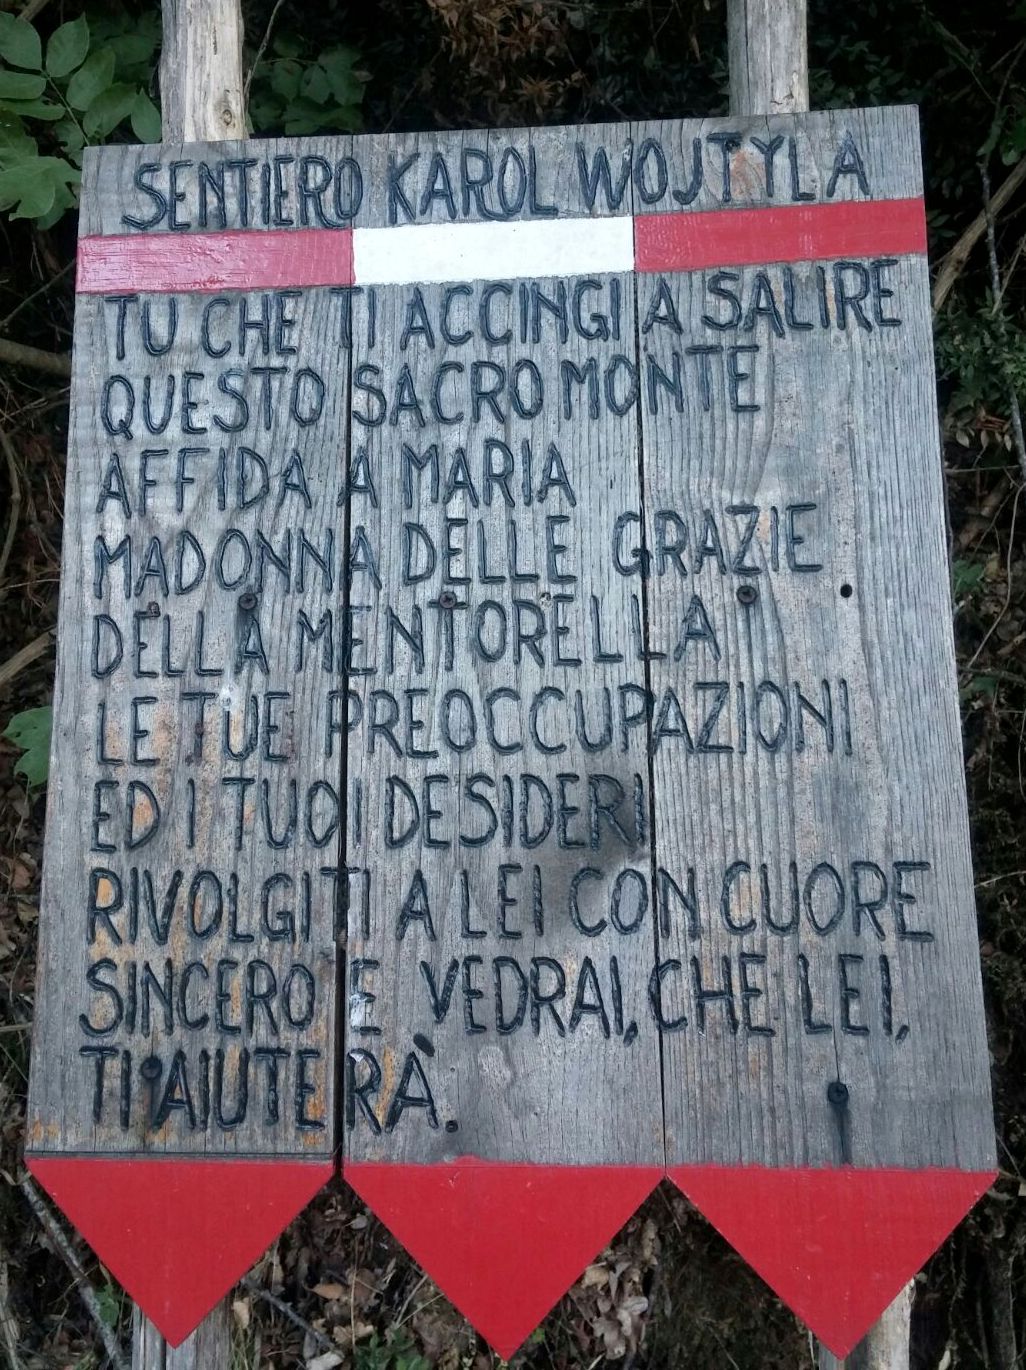 SENTIERO KAROL WOJTYLA
TU CHE TI ACCINGI A SALIRE
QUESTO SACRO MONTE
AFFIDA A MARIA
MADONNA DELLE GRAZIE
DELLA MENTORELLA
LE TUE PREOCCUPAZIONI
ED I TUOI DESIDERI
RIVOLGITI A LEI CON CUORE
SINCERO E VEDRAI, CHE LEI,
TI AIUTERÀ.